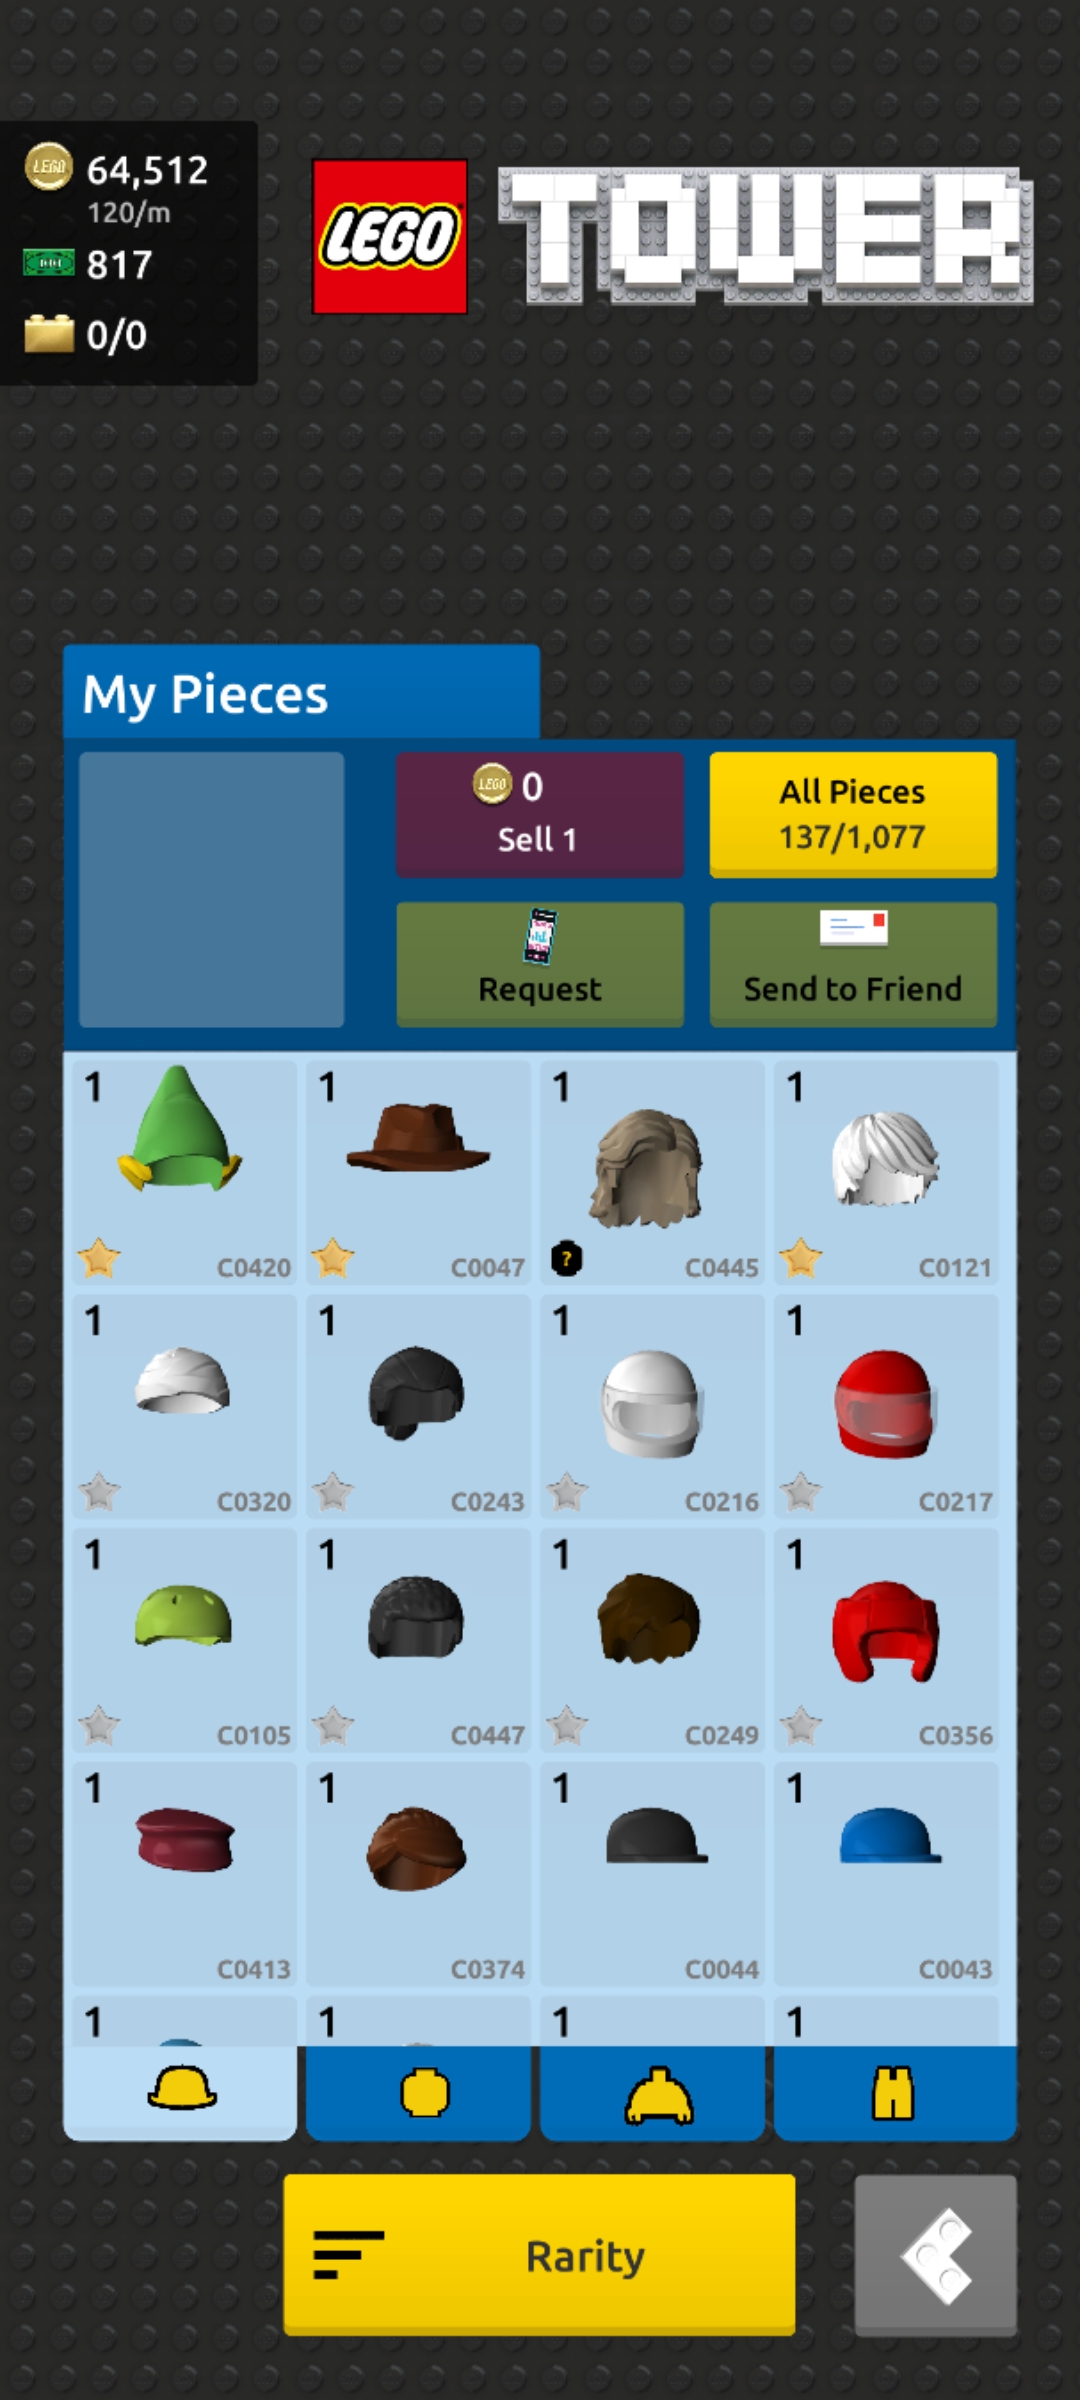 LEGO 64,512
120/m
817
0/0
LEGO
TOWER
My Pieces
LEGO 0
Sell 1
All Pieces
137/1,077
Request
Send to Friend
1 1 1 1
? 
C0420 C0047 C0445 C0121
1 1 1 1
C0320 C0243 C0216 C0217
1 1 1 1
C0105 C0447 C0249 C0356
1 1 1 1
C0413 C0374 C0044 C0043
1 1 1 1
Rarity